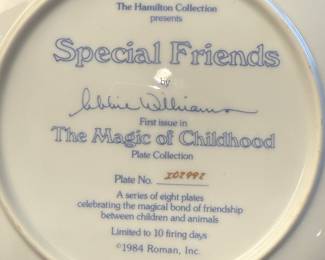 The Hamilton Collection
presents
Special Friends
by
Abbie Williams
First issue in
The Magic of Childhood
Plate Collection
Plate No.
A series of eight plates
celebrating the magical bond of friendship
between children and animals
Limited to 10 firing days
©1984 Roman, Inc.